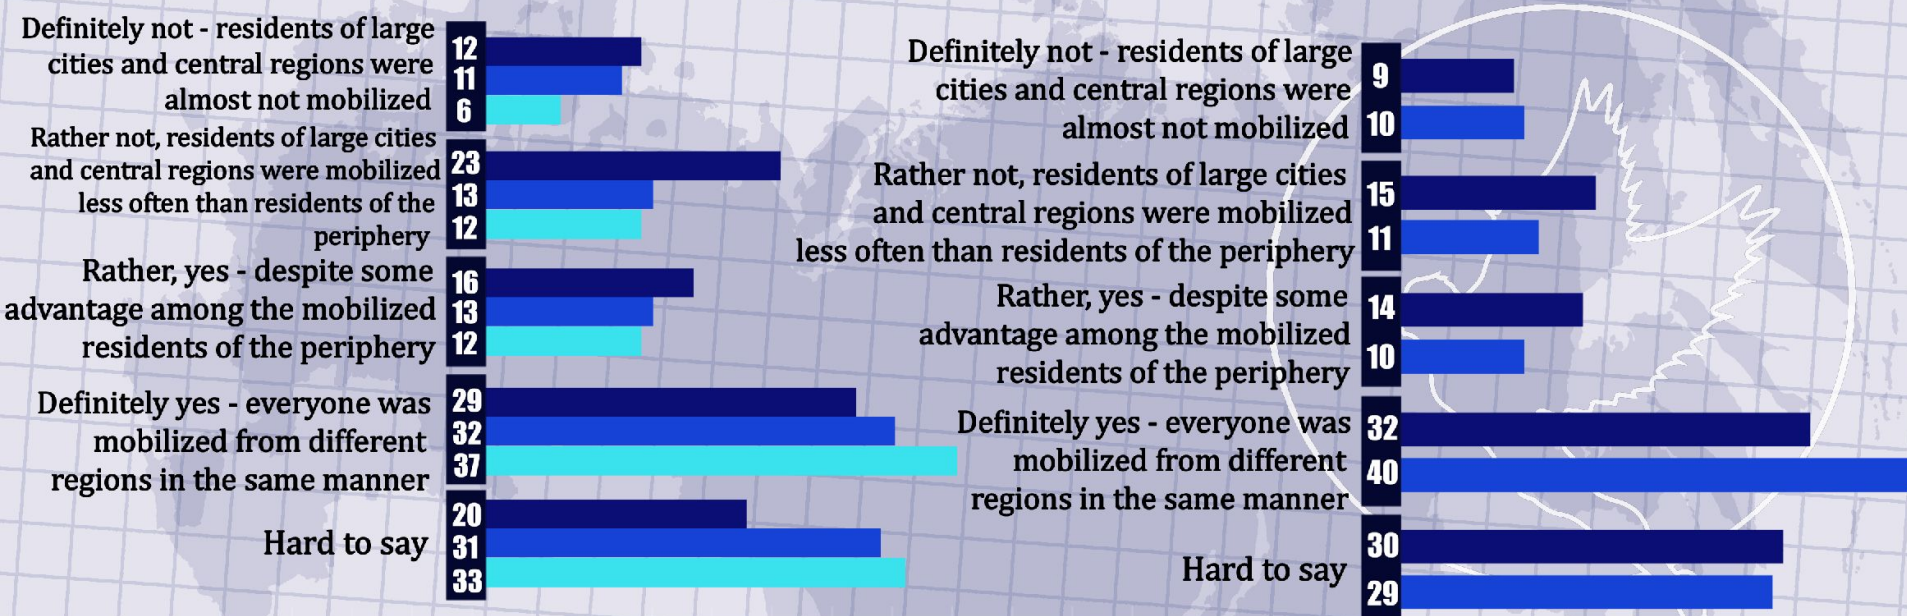 Definitely not - residents of large
cities and central regions were
almost not mobilized
12
11
6
Rather not, residents of large cities
and central regions were mobilized
less often than residents of the
periphery
23
13
12
Rather, yes - despite some
advantage among the mobilized
residents of the periphery
16
13
12
Definitely yes - everyone was
mobilized from different
regions in the same manner
29
32
37
Hard to say
20
31
33
Definitely not - residents of large
cities and central regions were
almost not mobilized
9
10
Rather not, residents of large cities
and central regions were mobilized
less often than residents of the periphery
15
11
Rather, yes - despite some
advantage among the mobilized
residents of the periphery
14
10
Definitely yes - everyone was
mobilized from different
regions in the same manner
32
40
Hard to say
30
29